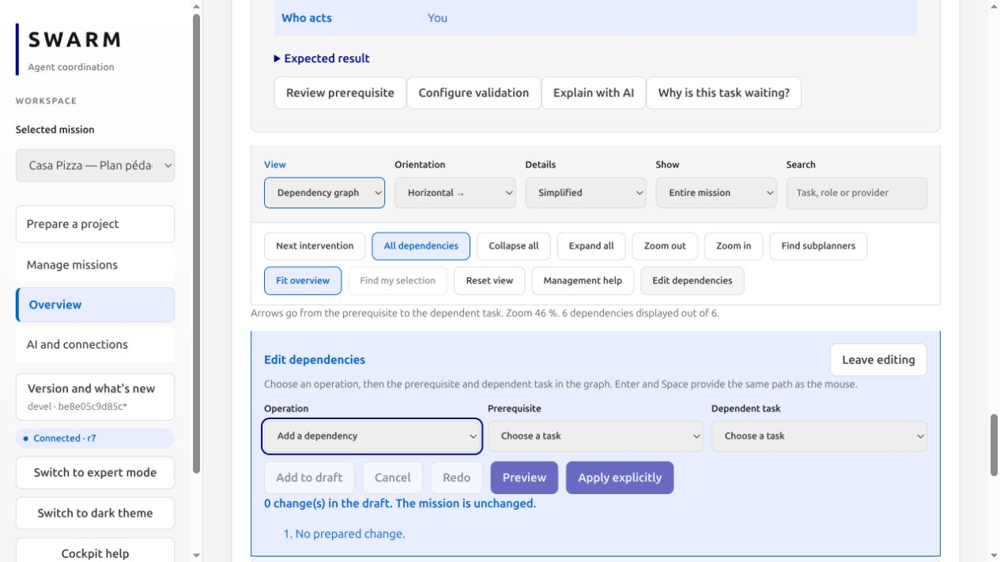 SWARM
Agent coordination
WORKSPACE
Selected mission
Casa Pizza — Plan péda
Prepare a project
Manage missions
Overview
AI and connections
Version and what's new
devel · be8e05c9d85c*
Connected · r7
Switch to expert mode
Switch to dark theme
Cockpit help
Who acts You
Expected result
Review prerequisite Configure validation Explain with AI Why is this task waiting?
View Orientation Details Show Search
Dependency graph Horizontal → Simplified Entire mission Task, role or provider
Next intervention All dependencies Collapse all Expand all Zoom out Zoom in Find subplanners
Fit overview Find my selection Reset view Management help Edit dependencies
Arrows go from the prerequisite to the dependent task. Zoom 46 %. 6 dependencies displayed out of 6.
Edit dependencies Leave editing
Choose an operation, then the prerequisite and dependent task in the graph. Enter and Space provide the same path as the mouse.
Operation Prerequisite Dependent task
Add a dependency Choose a task Choose a task
Add to draft Cancel Redo Preview Apply explicitly
0 change(s) in the draft. The mission is unchanged.
1. No prepared change.